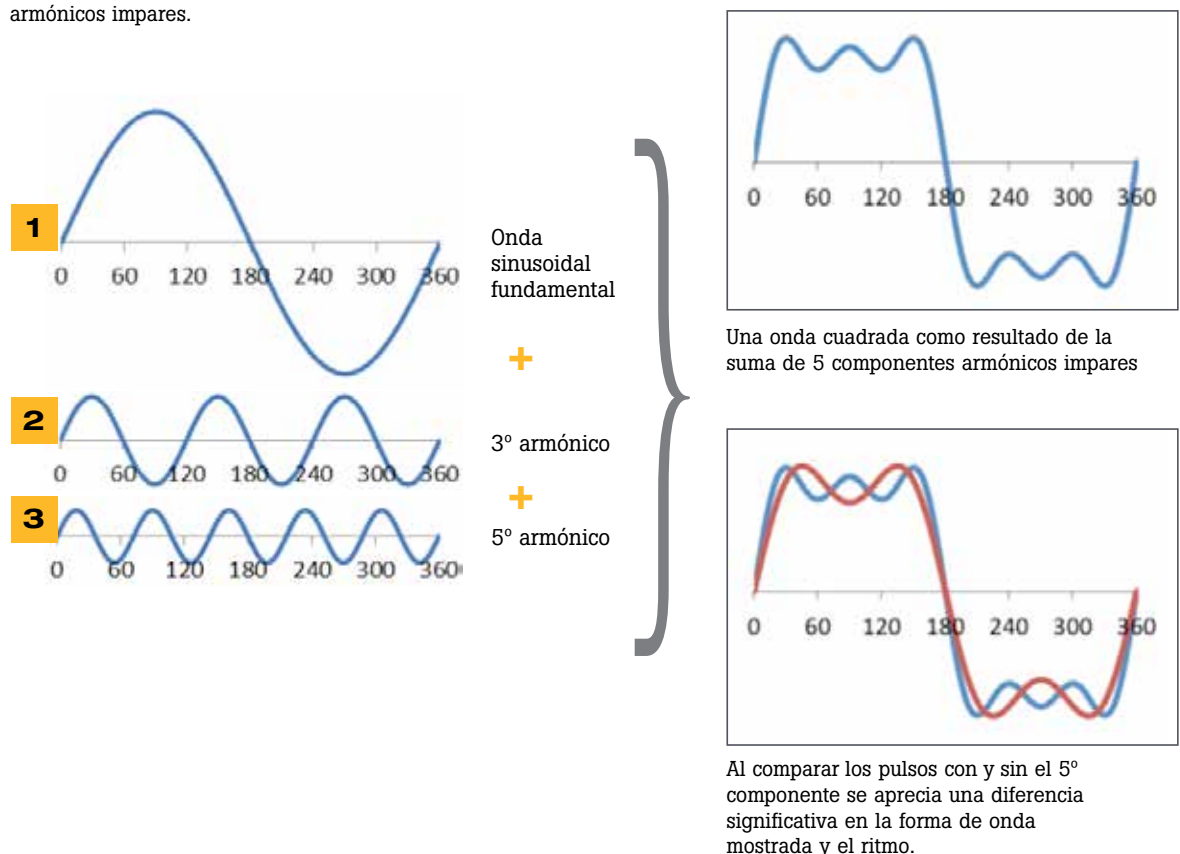 armónicos impares.
1
0 60 120 180 240 300 360
Onda
sinusoidal
fundamental
+
2
0 60 120 180 240 300 360
3º armónico
+
3
0 60 120 180 240 300 360
5º armónico
0 60 120 180 240 300 360
Una onda cuadrada como resultado de la
suma de 5 componentes armónicos impares
0 60 120 180 240 300 360
Al comparar los pulsos con y sin el 5º
componente se aprecia una diferencia
significativa en la forma de onda
mostrada y el ritmo.